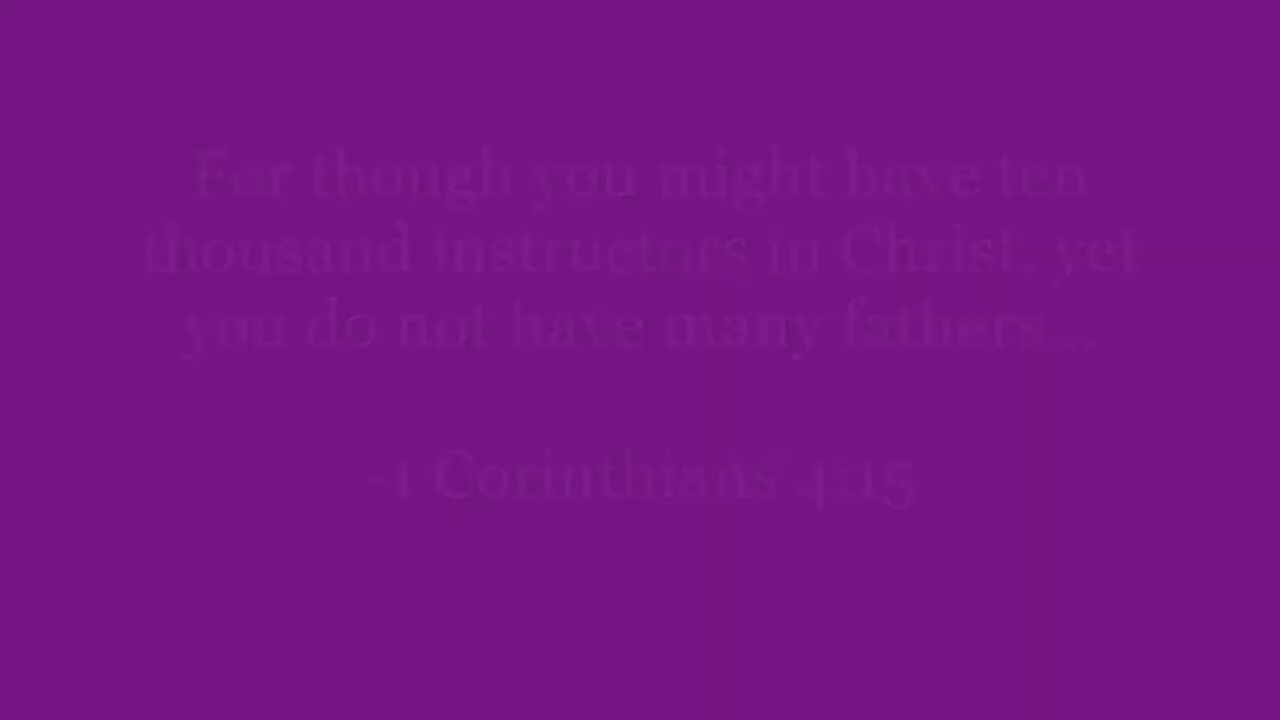 For though you might have ten
thousand instructors in Christ, yet
you do not have many fathers...
-1 Corinthians 4:15